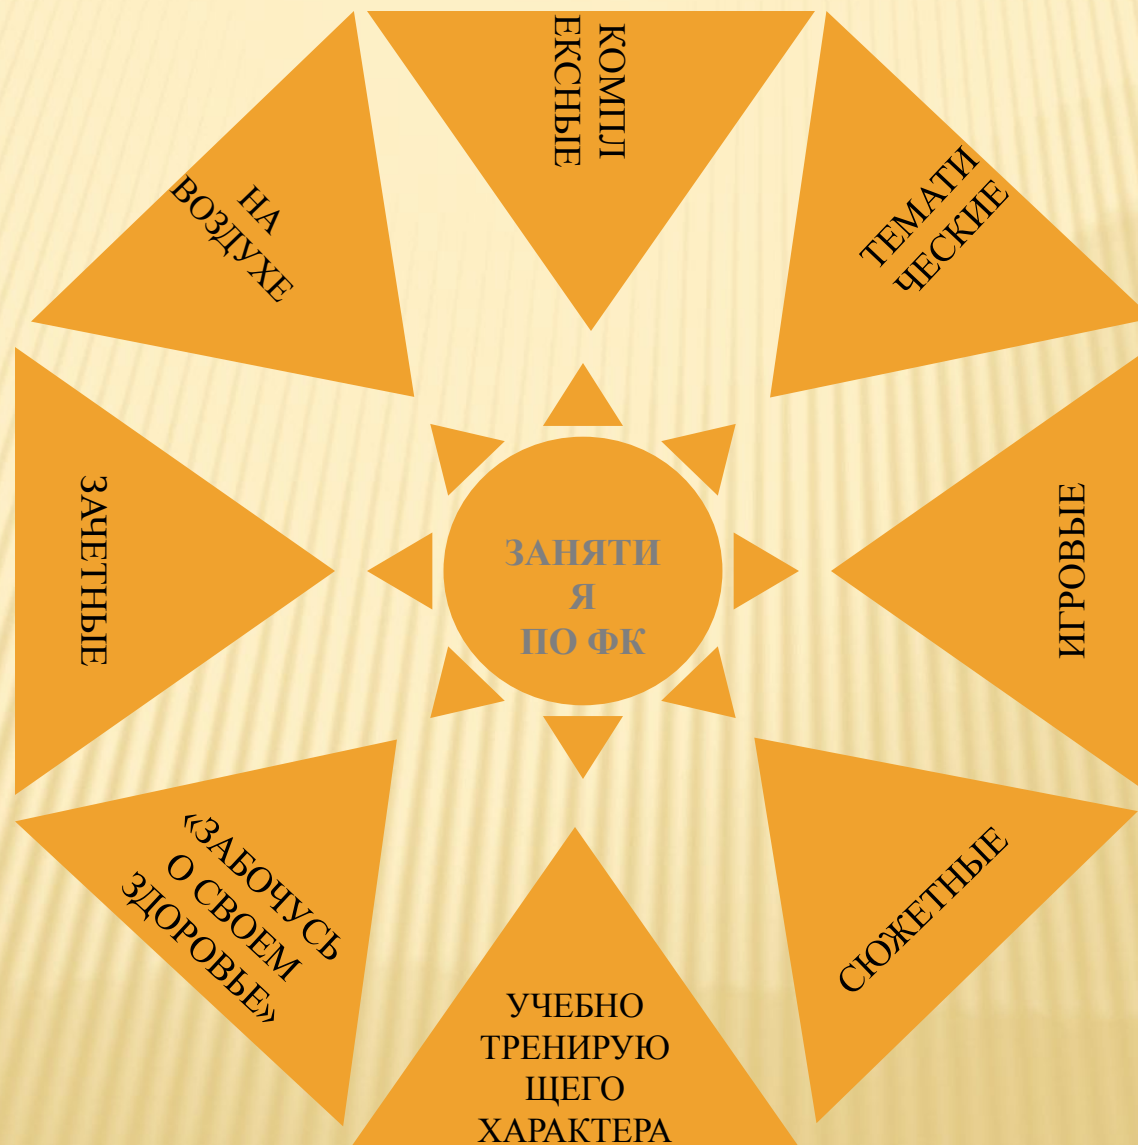 КОМПЛ
ЕКСНЫЕ
ТЕМАТИ
ЧЕСКИЕ
ИГРОВЫЕ
СЮЖЕТНЫЕ
УЧЕБНО
ТРЕНИРУЮ
ЩЕГО
ХАРАКТЕРА
«ЗАБОЧУСЬ
О СВОЕМ
ЗДОРОВЬЕ»
ЗАЧЕТНЫЕ
НА
ВОЗДУХЕ
ЗАНЯТИ
Я
ПО ФК